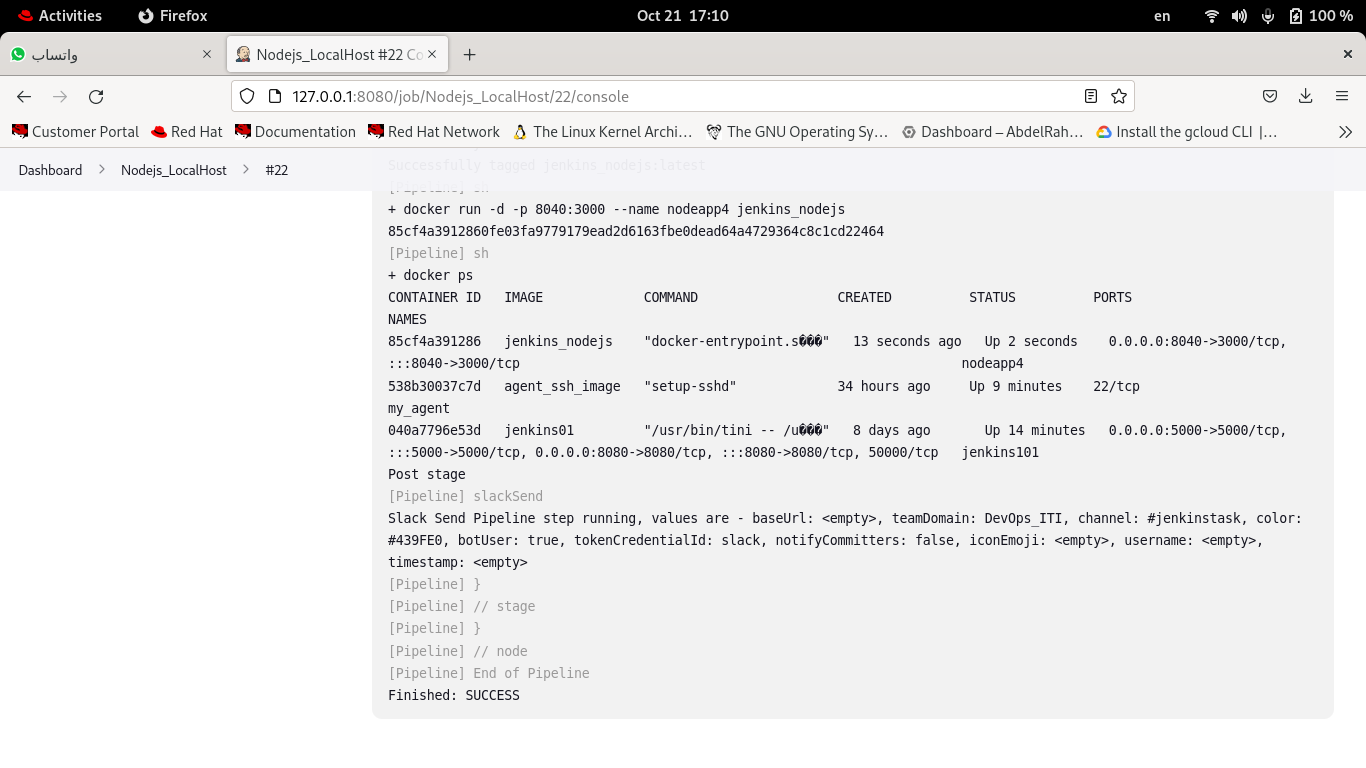 Activities
Firefox
Oct 21 17:10
en
100 %
واتساب
Nodejs_LocalHost #22 Co
127.0.0.1:8080/job/Nodejs_LocalHost/22/console
Customer Portal
Red Hat
Documentation
Red Hat Network
The Linux Kernel Archi…
The GNU Operating Sy…
Dashboard – AbdelRah…
Install the gcloud CLI |…
Dashboard > Nodejs_LocalHost > #22
Successfully tagged jenkins_nodejs:latest
[Pipeline] sh
+ docker run -d -p 8040:3000 --name nodeapp4 jenkins_nodejs
85cf4a3912860fe03fa9779179ead2d6163fbe0dead64a4729364c8c1cd22464
[Pipeline] sh
+ docker ps
CONTAINER ID   IMAGE             COMMAND                  CREATED          STATUS          PORTS
NAMES
85cf4a391286   jenkins_nodejs    "docker-entrypoint.s���"   13 seconds ago   Up 2 seconds    0.0.0.0:8040->3000/tcp,
:::8040->3000/tcp                                                         nodeapp4
538b30037c7d   agent_ssh_image   "setup-sshd"             34 hours ago     Up 9 minutes    22/tcp
my_agent
040a7796e53d   jenkins01         "/usr/bin/tini -- /u���"   8 days ago       Up 14 minutes   0.0.0.0:5000->5000/tcp,
:::5000->5000/tcp, 0.0.0.0:8080->8080/tcp, :::8080->8080/tcp, 50000/tcp   jenkins101
Post stage
[Pipeline] slackSend
Slack Send Pipeline step running, values are - baseUrl: <empty>, teamDomain: DevOps_ITI, channel: #jenkinstask, color:
#439FE0, botUser: true, tokenCredentialId: slack, notifyCommitters: false, iconEmoji: <empty>, username: <empty>,
timestamp: <empty>
[Pipeline] }
[Pipeline] // stage
[Pipeline] }
[Pipeline] // node
[Pipeline] End of Pipeline
Finished: SUCCESS